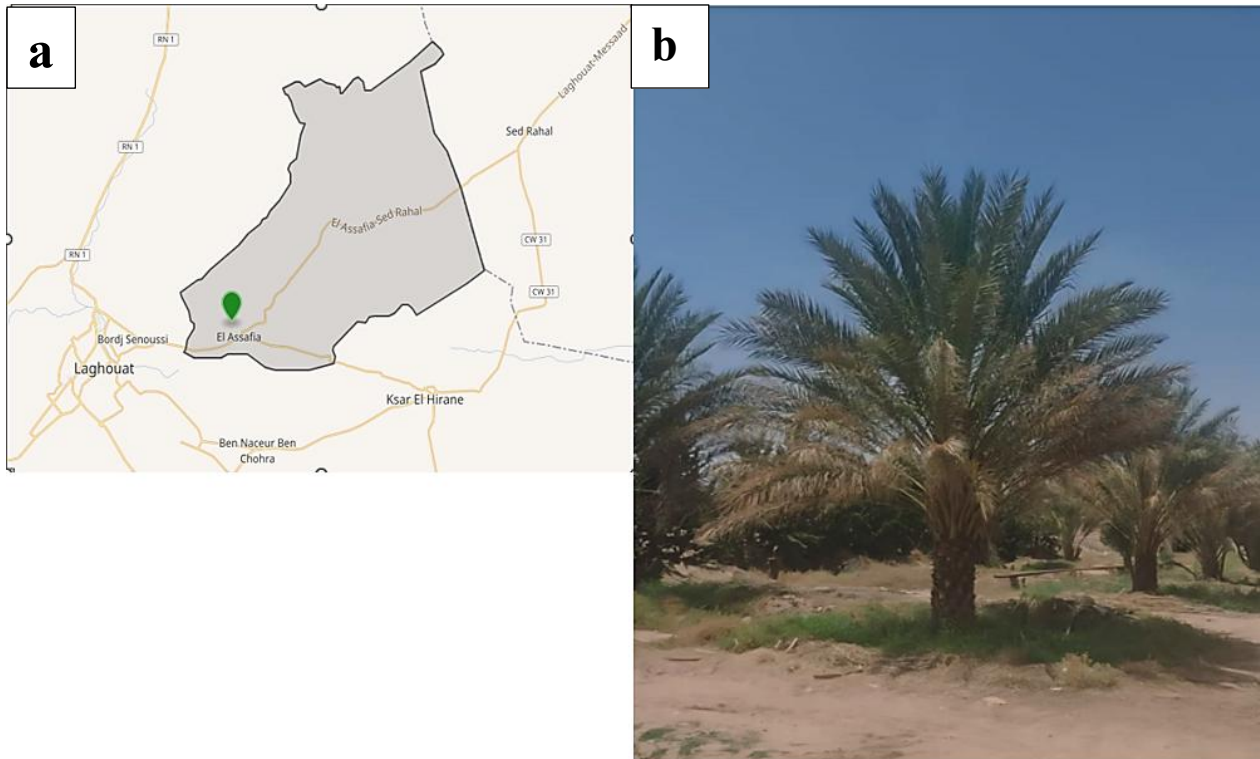 a
b
RN 1
Laghouat-Messaad
RN 1
Sed Rahal
El Assafia-Sed Rahal
RN 1
CW 31
CW 31
El Assafia
Bordj Senoussi
Laghouat
Ksar El Hirane
Ben Naceur Ben
Chohra